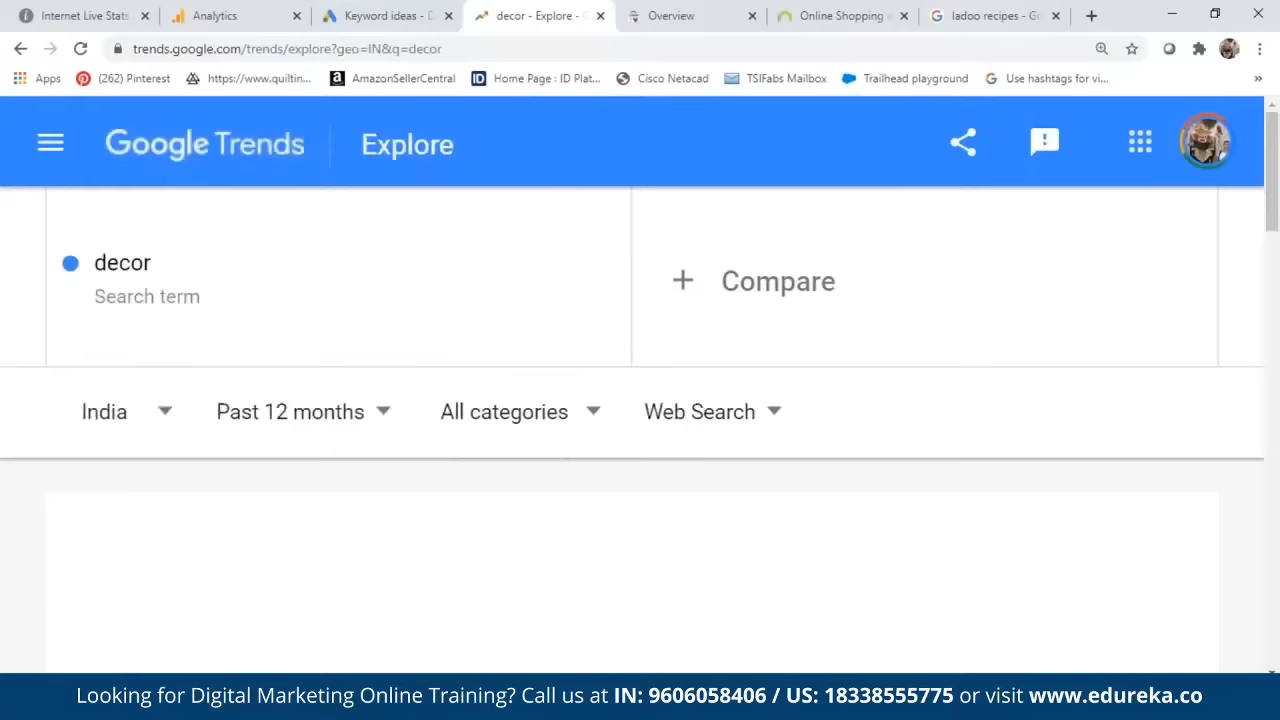 Internet Live Stats
Analytics
Keyword ideas - G
decor - Explore - G
Overview
Online Shopping
ladoo recipes - Go
trends.google.com/trends/explore?geo=IN&q=decor
Apps
(262) Pinterest
https://www.quiltin...
AmazonSellerCentral
Home Page : ID Plat...
Cisco Netacad
TSIFabs Mailbox
Trailhead playground
Use hashtags for vi...
Google Trends
Explore
decor
Search term
+ Compare
India
Past 12 months
All categories
Web Search
Looking for Digital Marketing Online Training? Call us at IN: 9606058406 / US: 18338555775 or visit www.edureka.co